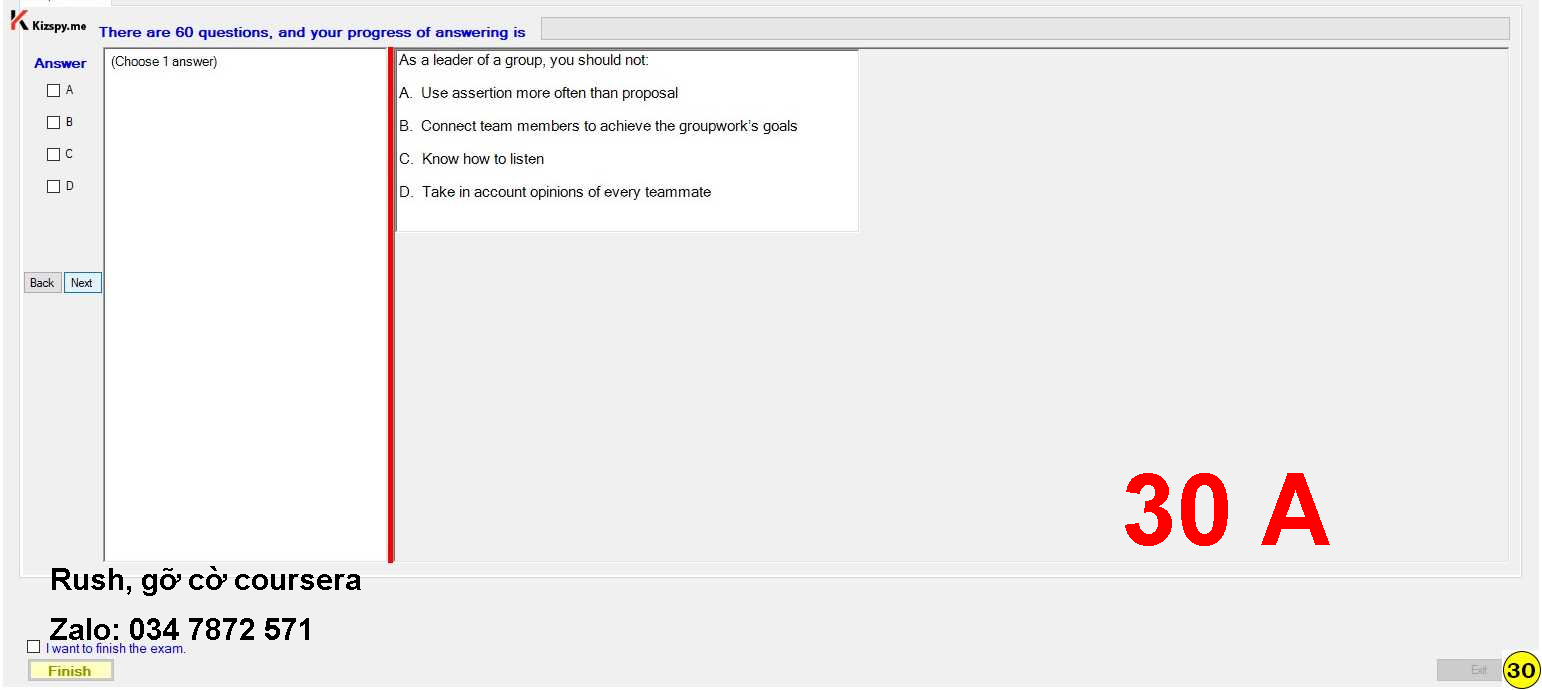 Kizspy.me
There are 60 questions, and your progress of answering is
Answer
A
B
C
D
Back Next
(Choose 1 answer)
As a leader of a group, you should not:
A. Use assertion more often than proposal
B. Connect team members to achieve the groupwork's goals
C. Know how to listen
D. Take in account opinions of every teammate
30 A
Rush, gỡ cờ coursera
Zalo: 034 7872 571
I want to finish the exam.
Finish
Exit
30